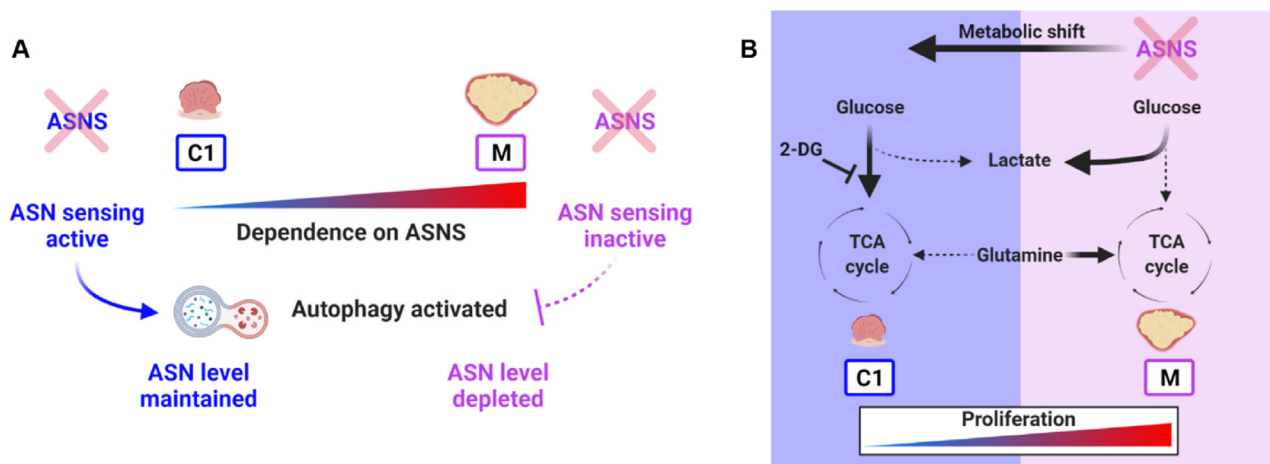 A
ASNS
C1
M
ASNS
ASN sensing
active
Dependence on ASNS
ASN sensing
inactive
Autophagy activated
ASN level
maintained
ASN level
depleted
B
Metabolic shift
ASNS
Glucose
Glucose
2-DG
Lactate
TCA
cycle
Glutamine
TCA
cycle
C1
M
Proliferation